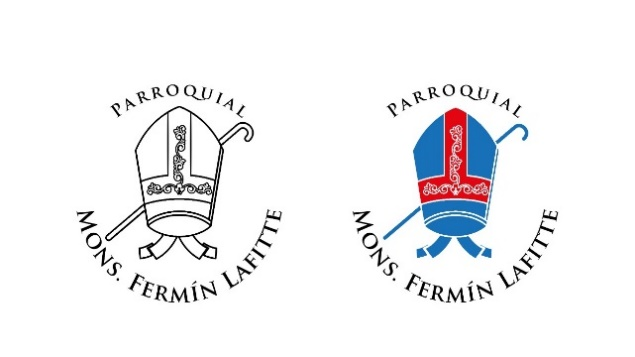 PARROQUIAL
MONS. FERMÍN LAFITTE
PARROQUIAL
MONS. FERMÍN LAFITTE